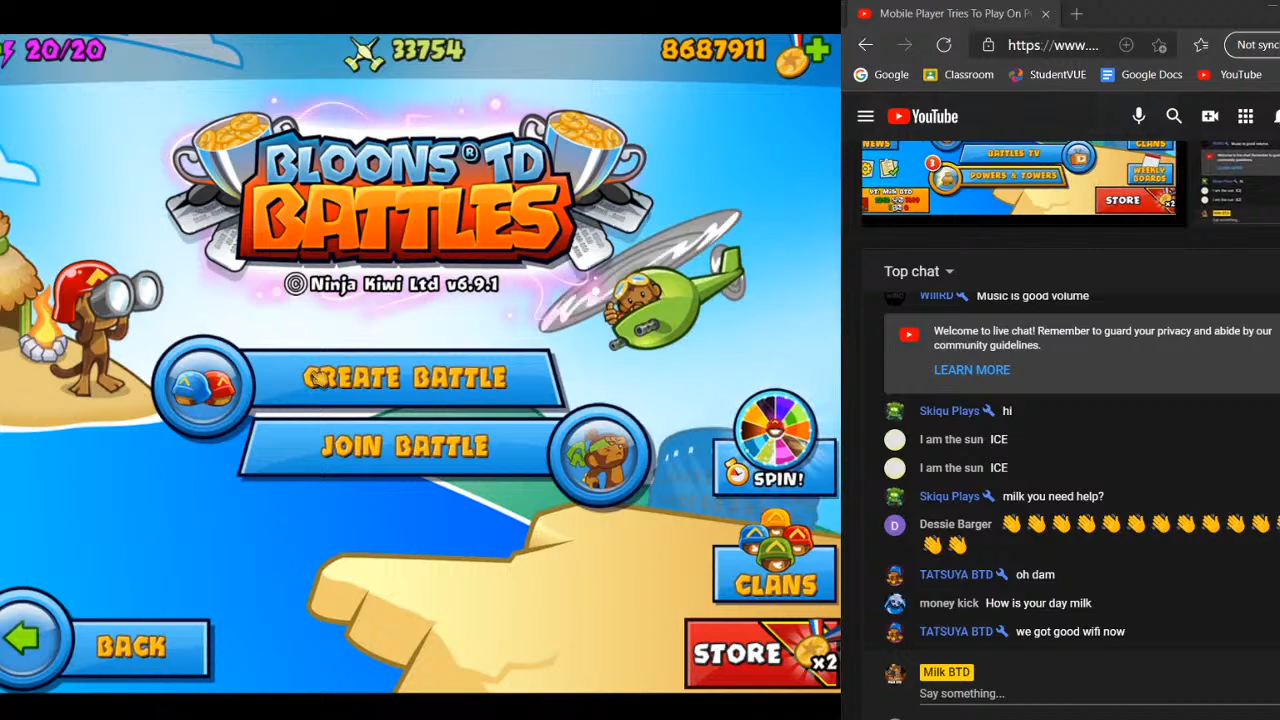 20/20
33754
8687911
BLOONS® TD
BATTLES
© Ninja Kiwi Ltd v6.9.1
CREATE BATTLE
JOIN BATTLE
SPIN!
CLANS
BACK
STORE
x2
Mobile Player Tries To Play On P
https://www....
Not sync
Google
Classroom
StudentVUE
Google Docs
YouTube
YouTube
NEWS
BATTLES TV
CLANS
POWERS & TOWERS
WEEKLY
BOARDS
YT: Milk BTD
STORE
x2
Top chat
Music is good volume
Welcome to live chat! Remember to guard your privacy and abide by our
community guidelines.
LEARN MORE
Skiqu Plays hi
I am the sun ICE
I am the sun ICE
Skiqu Plays milk you need help?
Dessie Barger 👋👋👋👋👋👋👋👋👋👋👋👋
👋👋
TATSUYA BTD oh dam
money kick How is your day milk
TATSUYA BTD we got good wifi now
Milk BTD
Say something...